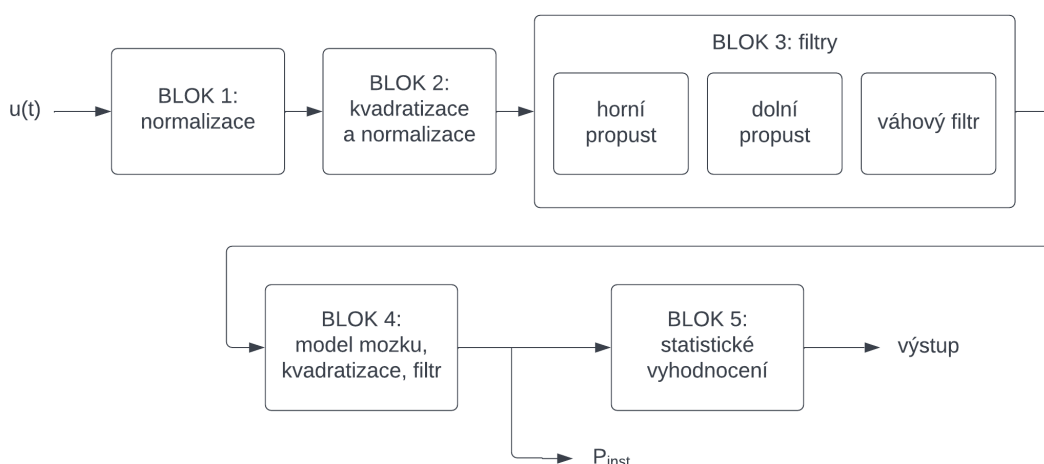 u(t)
BLOK 1:
normalizace
BLOK 2:
kvadratizace
a normalizace
BLOK 3: filtry
horní
propust
dolní
propust
váhový filtr
BLOK 4:
model mozku,
kvadratizace, filtr
BLOK 5:
statistické
vyhodnocení
výstup
P_inst